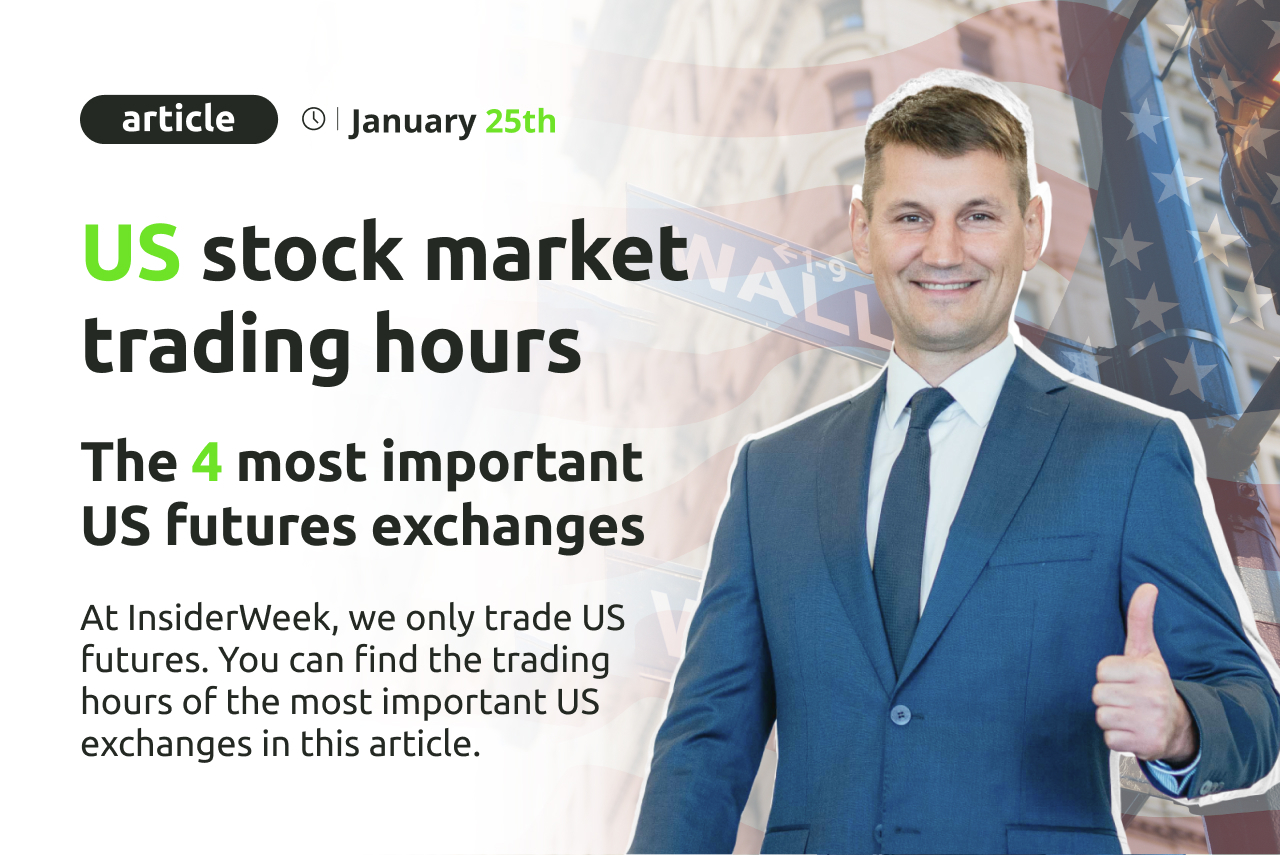 article
January 25th
US stock market
trading hours
The 4 most important
US futures exchanges
At InsiderWeek, we only trade US
futures. You can find the trading
hours of the most important US
exchanges in this article.
←1-9
WALL
W